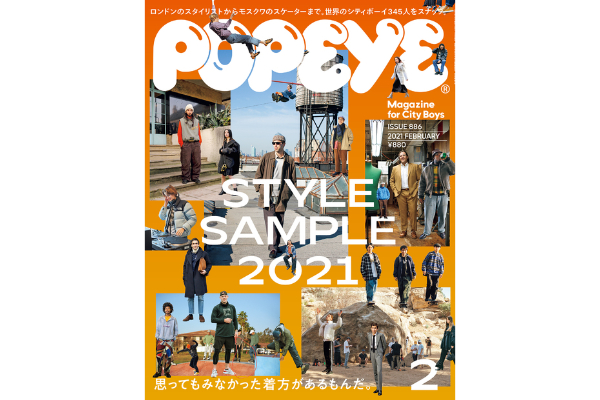 ロンドンのスタイリストからモスクワのスケーターまで、世界のシティボーイ345人をスナップ。
POPEYE®
Magazine
for City Boys
ISSUE 886
2021 FEBRUARY
¥880
STYLE
SAMPLE
2021
思ってもみなかった着方があるもんだ。
2